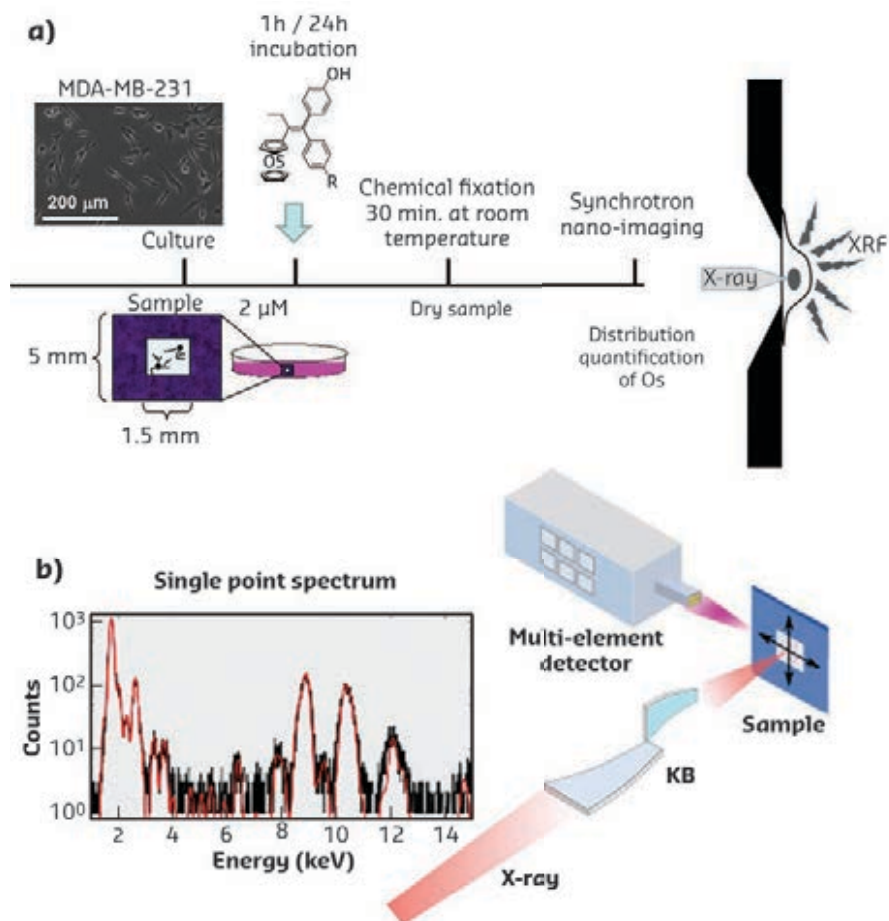 a)
1h / 24h
incubation
MDA-MB-231
200 µm
OH
OS
R
Culture
Chemical fixation
30 min. at room
temperature
Synchrotron
nano-imaging
XRF
X-ray
Sample
2 µM
Dry sample
5 mm
1.5 mm
Distribution
quantification
of Os
b)
Single point spectrum
Counts
10³
10²
10¹
10⁰
2 4 6 8 10 12 14
Energy (keV)
Multi-element
detector
Sample
KB
X-ray